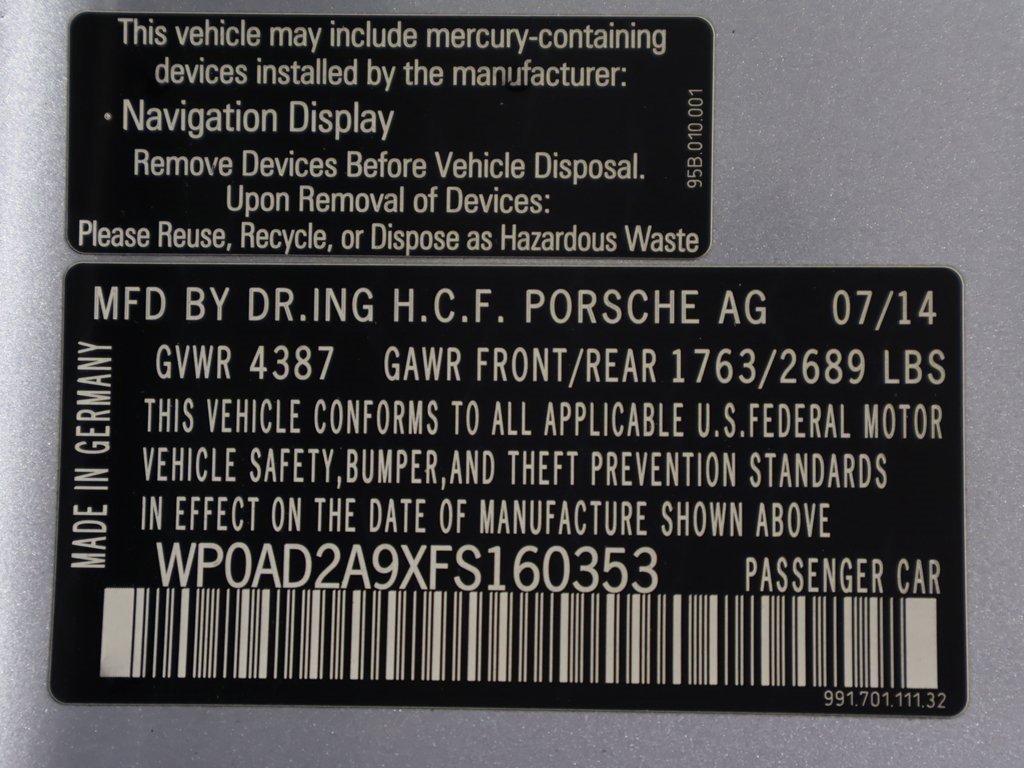 This vehicle may include mercury-containing
devices installed by the manufacturer:
· Navigation Display
Remove Devices Before Vehicle Disposal.
Upon Removal of Devices:
Please Reuse, Recycle, or Dispose as Hazardous Waste
95B.010.001
MFD BY DR.ING H.C.F. PORSCHE AG 07/14
GVWR 4387 GAWR FRONT/REAR 1763/2689 LBS
THIS VEHICLE CONFORMS TO ALL APPLICABLE U.S.FEDERAL MOTOR
VEHICLE SAFETY,BUMPER,AND THEFT PREVENTION STANDARDS
IN EFFECT ON THE DATE OF MANUFACTURE SHOWN ABOVE
MADE IN GERMANY
WP0AD2A9XFS160353 PASSENGER CAR
991.701.111.32